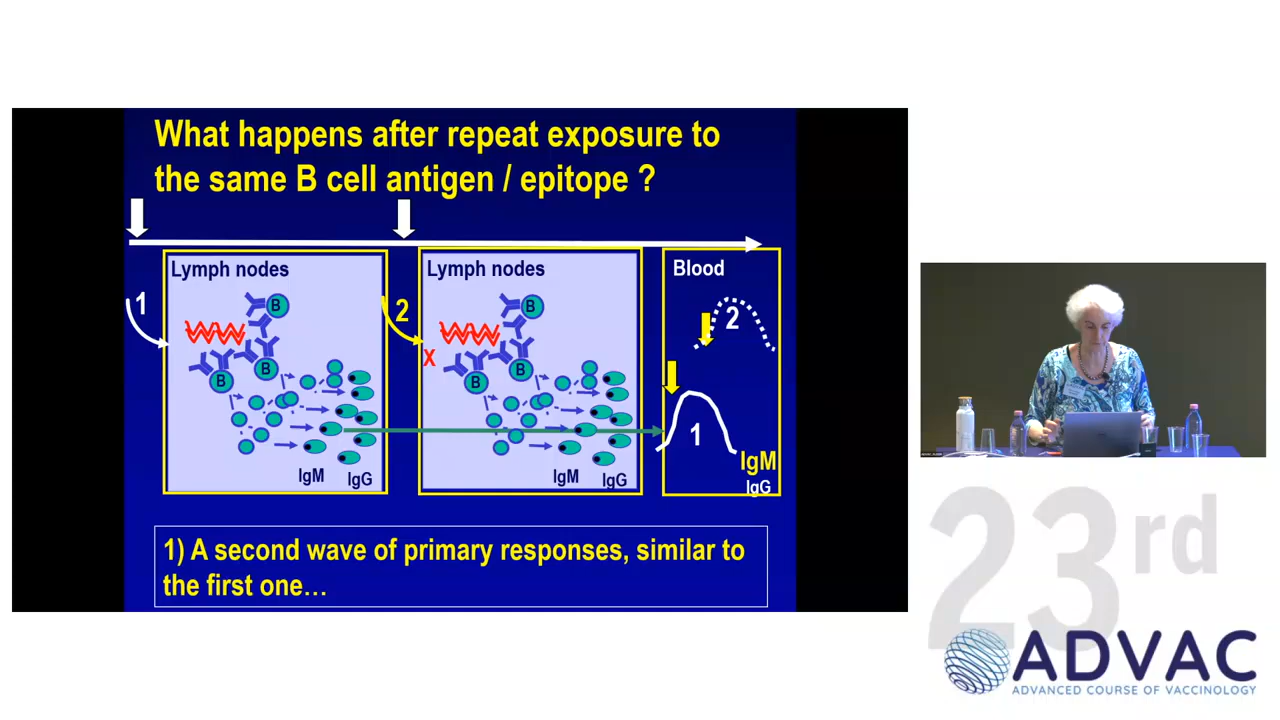 What happens after repeat exposure to
the same B cell antigen / epitope ?
Lymph nodes
Lymph nodes
Blood
1
2
2
X
1
B
B
B
B
B
B
IgM
IgG
IgM
IgG
IgM
IgG
1) A second wave of primary responses, similar to
the first one…
23rd
ADVAC
ADVANCED COURSE OF VACCINOLOGY